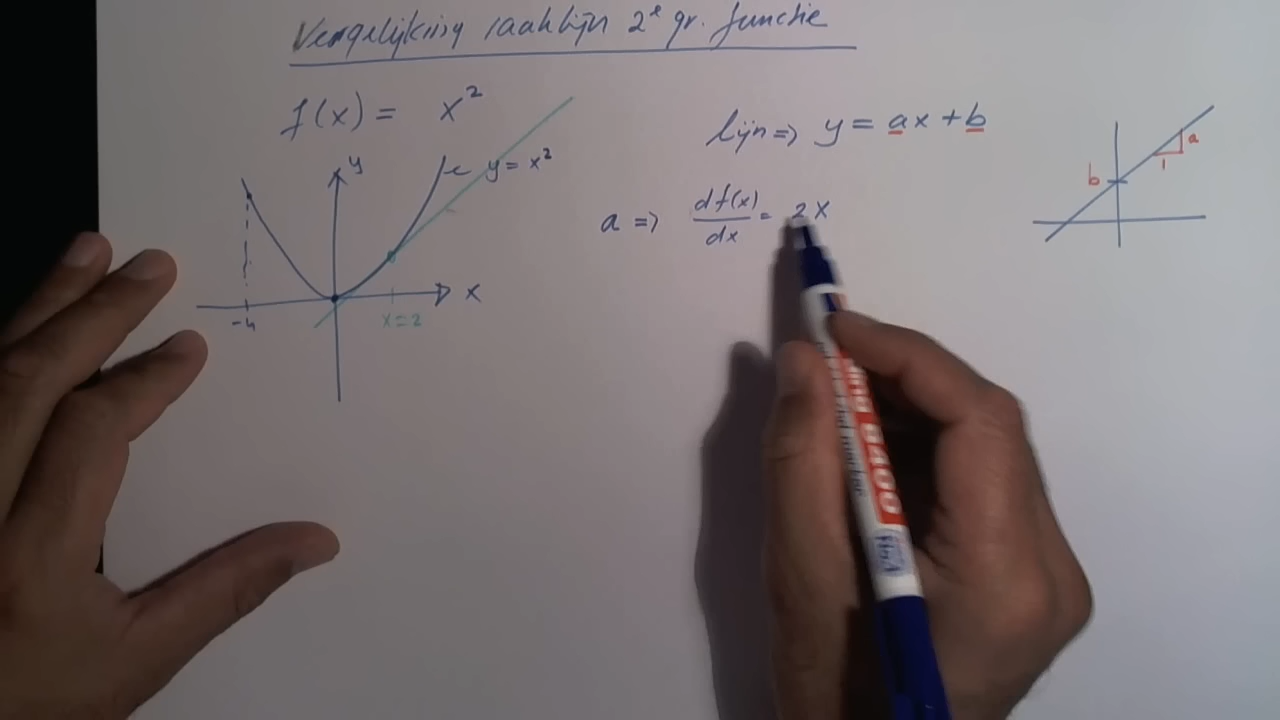 Vergelijking raaklijn 2e gr. functie
f(x) = x²
y
y = x²
x
-4
x=2
lijn => y = ax + b
a => df(x)/dx = 2x
b
a
1